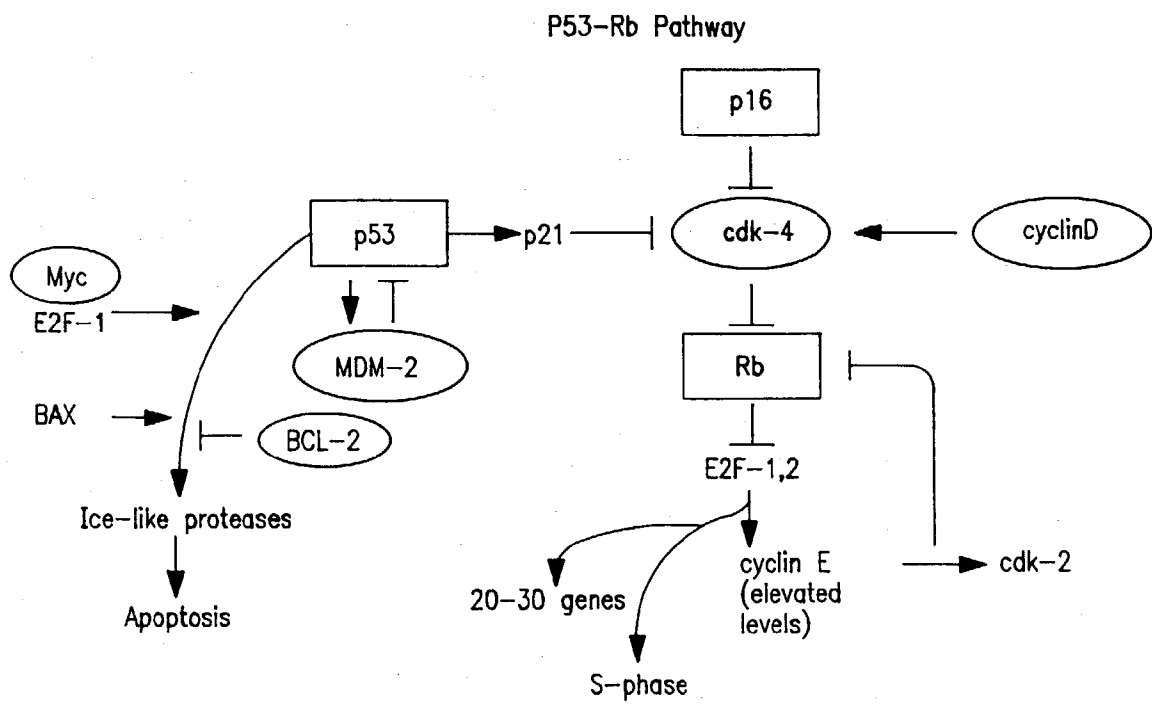 P53-Rb Pathway
p16
p53
p21
cdk-4
cyclinD
Myc
E2F-1
MDM-2
Rb
BAX
BCL-2
E2F-1,2
Ice-like proteases
20-30 genes
cyclin E
(elevated
levels)
cdk-2
Apoptosis
S-phase